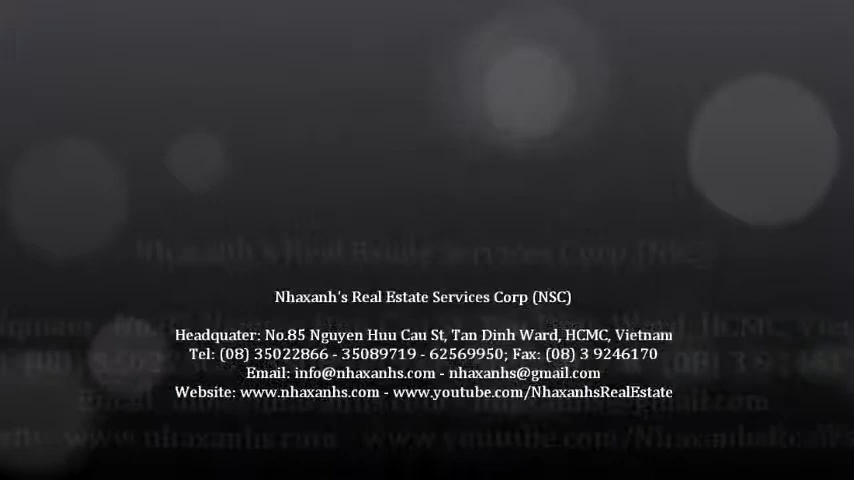 Nhaxanh's Real Estate Services Corp (NSC)
Headquater: No.85 Nguyen Huu Cau St, Tan Dinh Ward, HCMC, Vietnam
Tel: (08) 35022866 - 35089719 - 62569950; Fax: (08) 3 9246170
Email: info@nhaxanhs.com - nhaxanhs@gmail.com
Website: www.nhaxanhs.com - www.youtube.com/NhaxanhsRealEstate